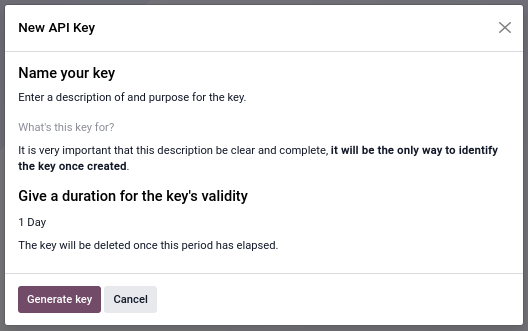 New API Key
Name your key
Enter a description of and purpose for the key.
What's this key for?
It is very important that this description be clear and complete, it will be the only way to identify
the key once created.
Give a duration for the key's validity
1 Day
The key will be deleted once this period has elapsed.
Generate key
Cancel